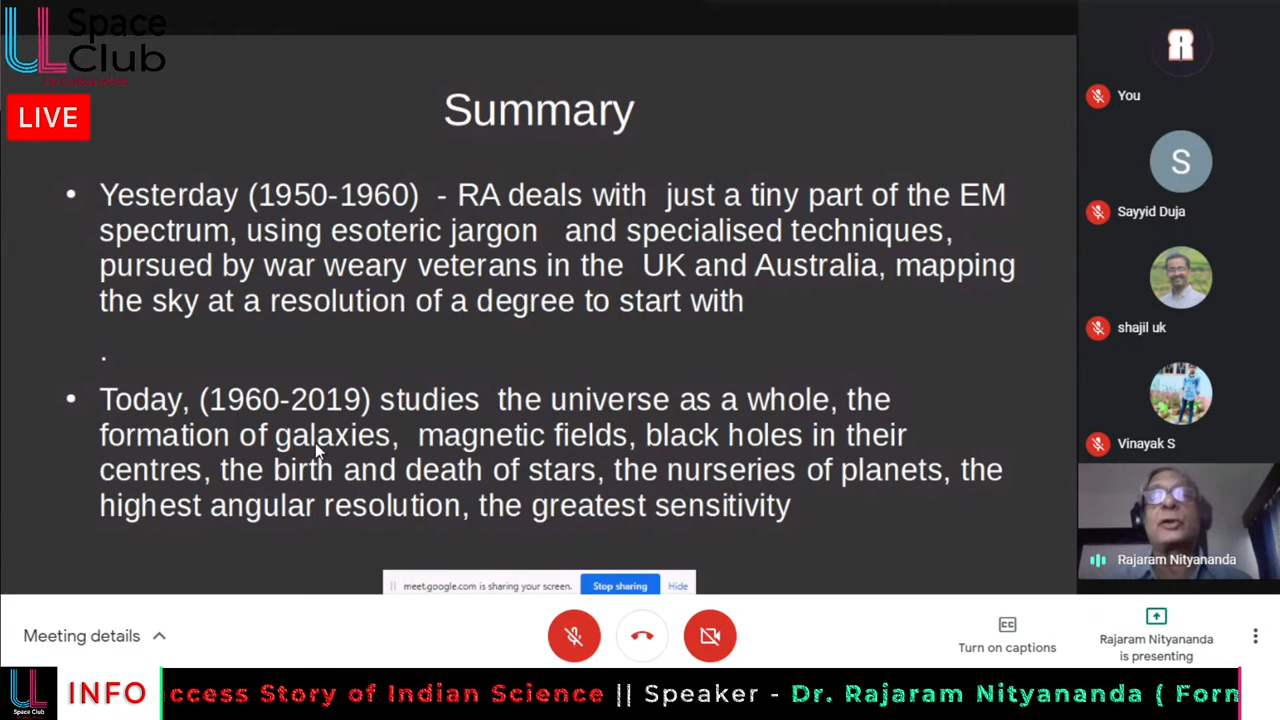 UL Space
Club
LIVE
Summary
• Yesterday (1950-1960) - RA deals with just a tiny part of the EM
spectrum, using esoteric jargon and specialised techniques,
pursued by war weary veterans in the UK and Australia, mapping
the sky at a resolution of a degree to start with
.
• Today, (1960-2019) studies the universe as a whole, the
formation of galaxies, magnetic fields, black holes in their
centres, the birth and death of stars, the nurseries of planets, the
highest angular resolution, the greatest sensitivity
meet.google.com is sharing your screen. Stop sharing Hide
R
You
S
Sayyid Duja
shajil uk
Vinayak S
Rajaram Nityananda
Meeting details
CC
Turn on captions
Rajaram Nityananda
is presenting
UL
Space Club
INFO
ccess Story of Indian Science || Speaker - Dr. Rajaram Nityananda ( Forn